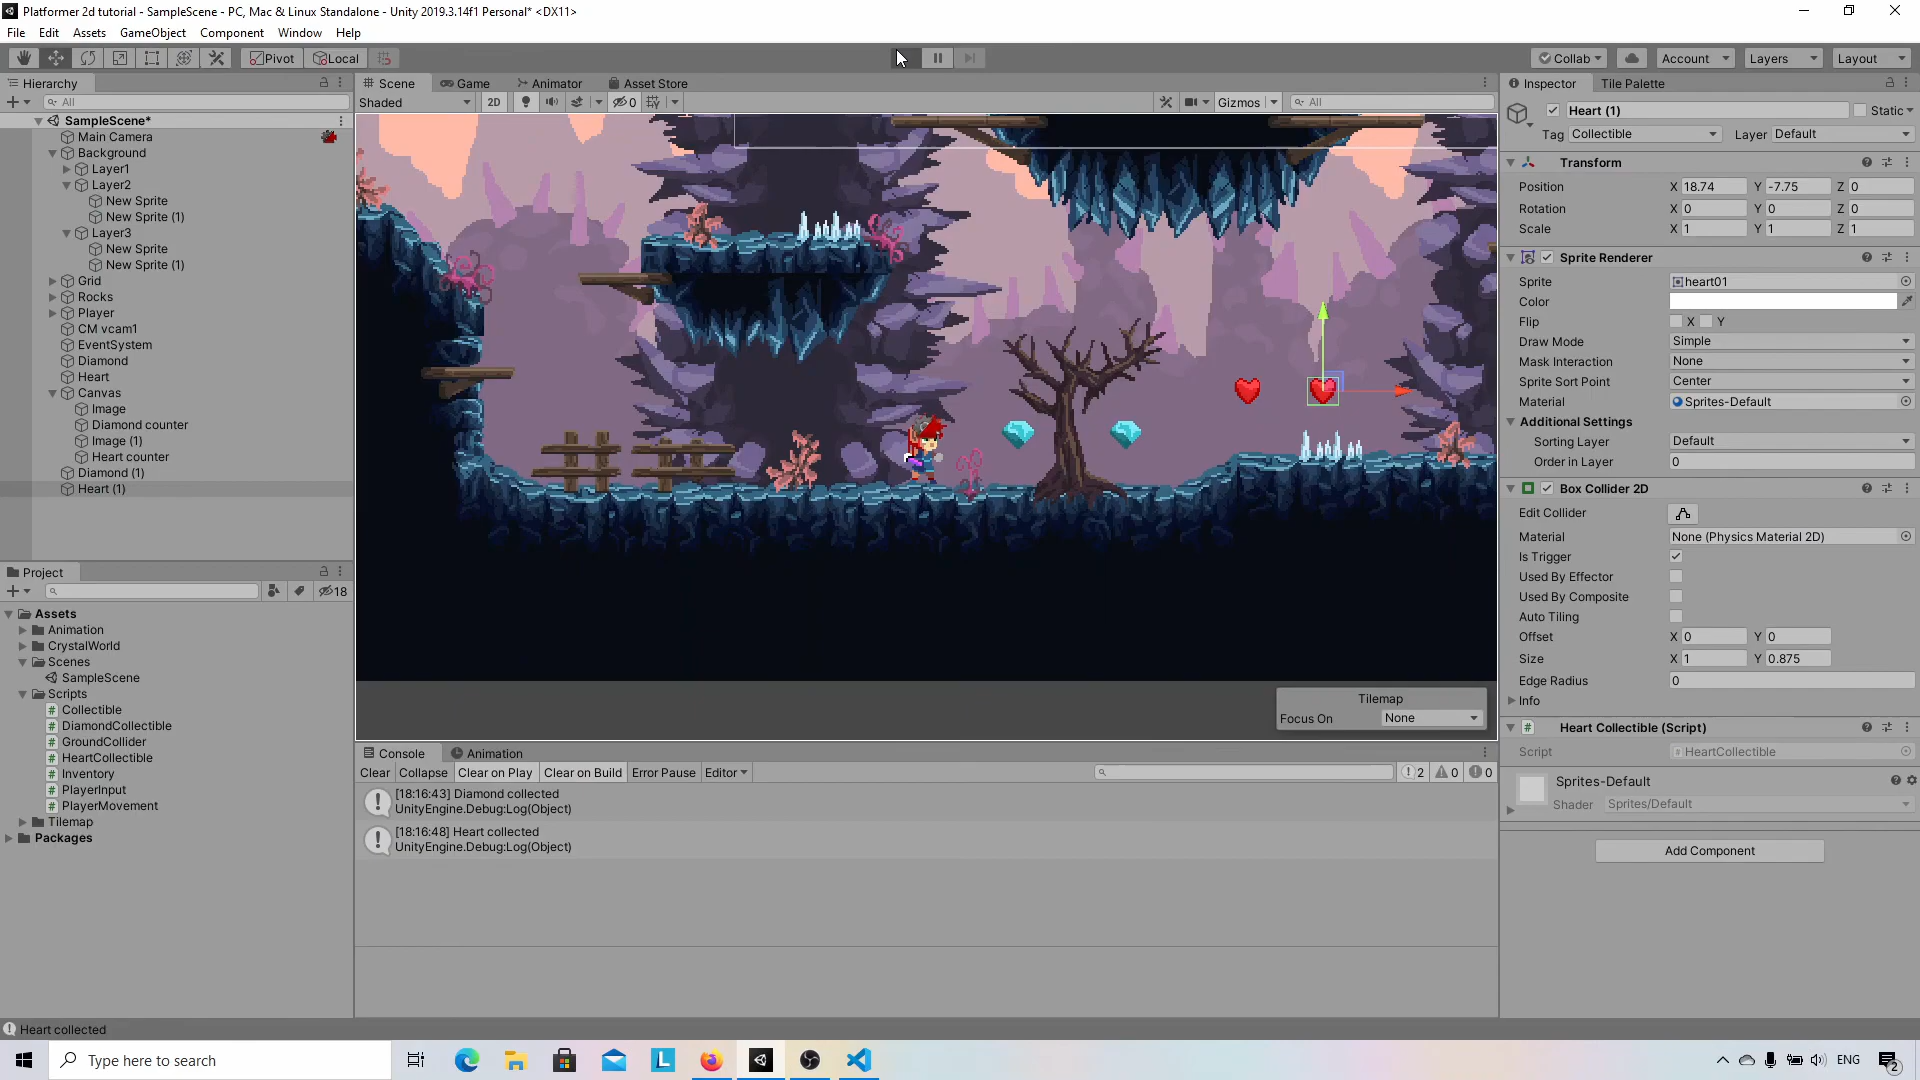 Platformer 2d tutorial - SampleScene - PC, Mac & Linux Standalone - Unity 2019.3.14f1 Personal* <DX11>
File Edit Assets GameObject Component Window Help
Pivot Local Collab Account Layers Layout
Hierarchy
All
SampleScene*
Main Camera
Background
Layer1
Layer2
New Sprite
New Sprite (1)
Layer3
New Sprite
New Sprite (1)
Grid
Rocks
Player
CM vcam1
EventSystem
Diamond
Heart
Canvas
Image
Diamond counter
Image (1)
Heart counter
Diamond (1)
Heart (1)
Project
18
Assets
Animation
CrystalWorld
Scenes
SampleScene
Scripts
Collectible
DiamondCollectible
GroundCollider
HeartCollectible
Inventory
PlayerInput
PlayerMovement
Tilemap
Packages
Scene Game Animator Asset Store
Shaded 2D 0 Gizmos All
Tilemap
Focus On None
Console Animation
Clear Collapse Clear on Play Clear on Build Error Pause Editor 2 0 0
[18:16:43] Diamond collected
UnityEngine.Debug:Log(Object)
[18:16:48] Heart collected
UnityEngine.Debug:Log(Object)
Inspector Tile Palette
Heart (1) Static
Tag Collectible Layer Default
Transform
Position X 18.74 Y -7.75 Z 0
Rotation X 0 Y 0 Z 0
Scale X 1 Y 1 Z 1
Sprite Renderer
Sprite heart01
Color
Flip X Y
Draw Mode Simple
Mask Interaction None
Sprite Sort Point Center
Material Sprites-Default
Additional Settings
Sorting Layer Default
Order in Layer 0
Box Collider 2D
Edit Collider
Material None (Physics Material 2D)
Is Trigger
Used By Effector
Used By Composite
Auto Tiling
Offset X 0 Y 0
Size X 1 Y 0.875
Edge Radius 0
Info
Heart Collectible (Script)
Script HeartCollectible
Sprites-Default
Shader Sprites/Default
Add Component
Heart collected
Type here to search
L
ENG
2